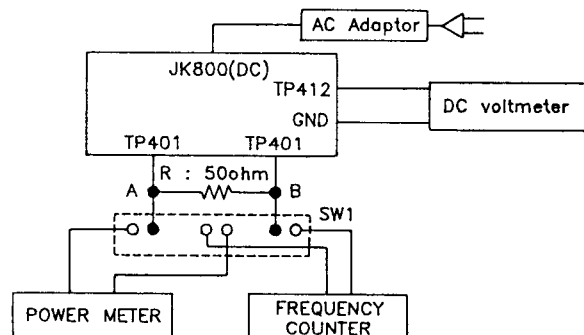 AC Adaptor
JK800(DC)
TP412
GND
DC voltmeter
TP401 TP401
R : 50ohm
A B
SW1
POWER METER
FREQUENCY
COUNTER